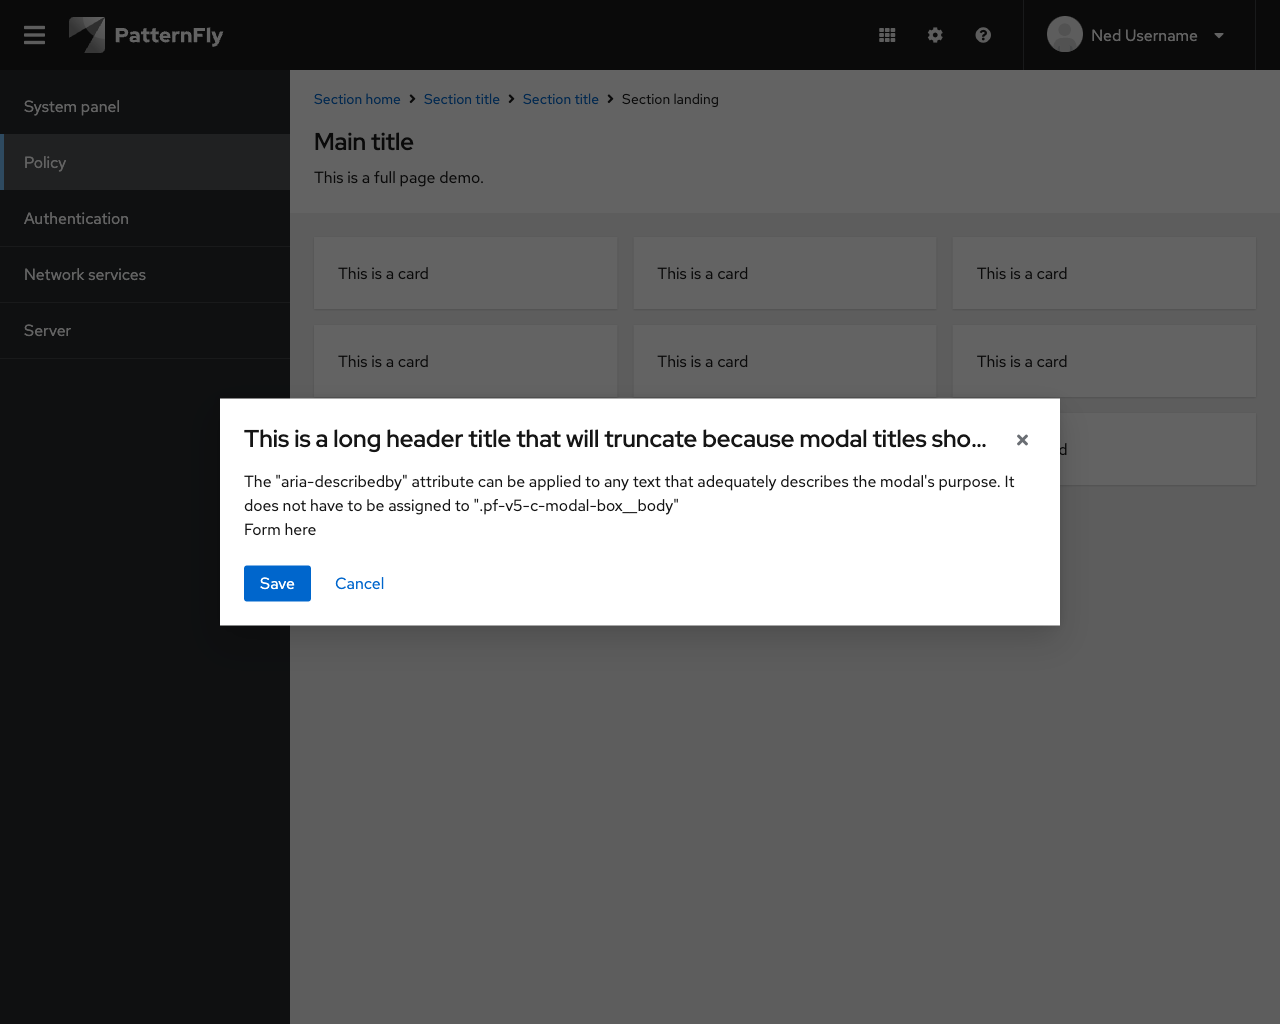 PatternFly
Ned Username
System panel
Policy
Authentication
Network services
Server
Section home
Section title
Section title
Section landing
Main title
This is a full page demo.
This is a card
This is a card
This is a card
This is a card
This is a card
This is a card
This is a long header title that will truncate because modal titles sho...
The "aria-describedby" attribute can be applied to any text that adequately describes the modal's purpose. It
does not have to be assigned to ".pf-v5-c-modal-box__body"
Form here
Save
Cancel